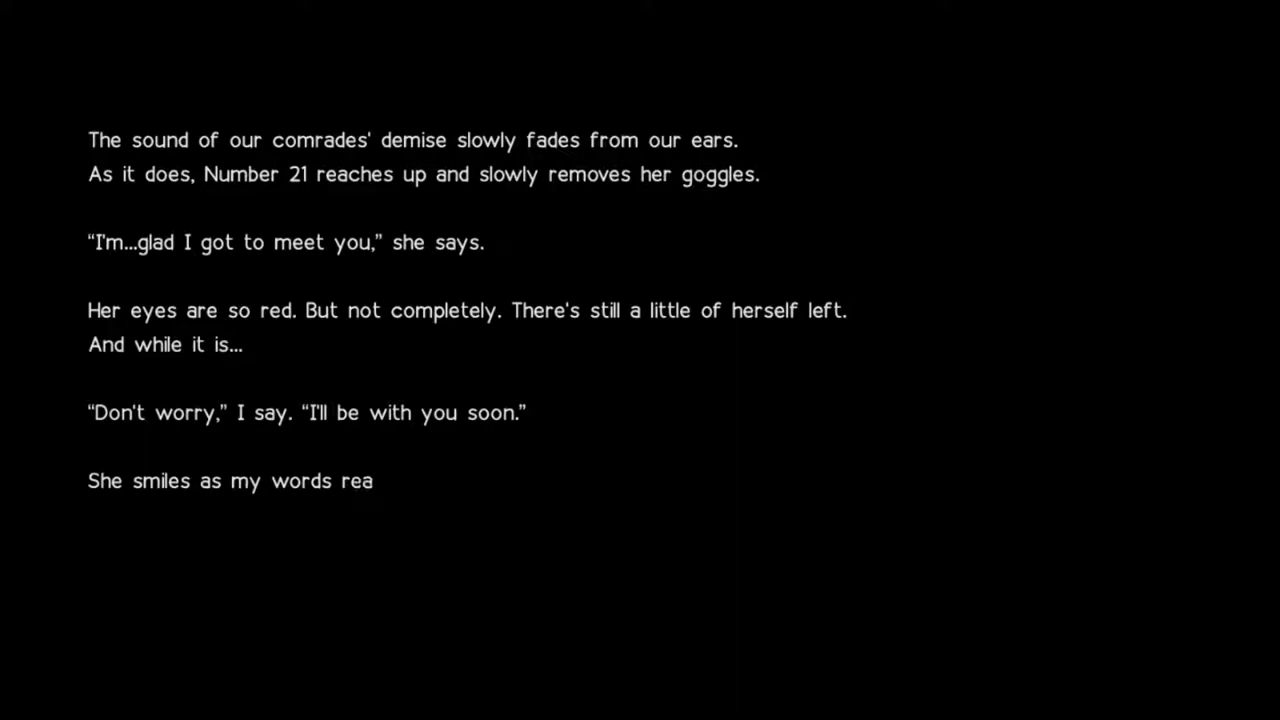 The sound of our comrades' demise slowly fades from our ears.
As it does, Number 21 reaches up and slowly removes her goggles.
“I'm...glad I got to meet you,” she says.
Her eyes are so red. But not completely. There's still a little of herself left.
And while it is...
“Don't worry,” I say. “I'll be with you soon.”
She smiles as my words rea